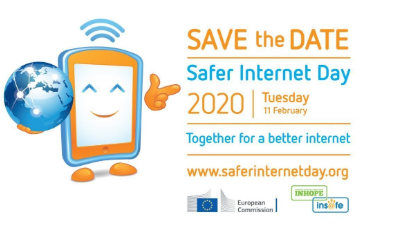 SAVE the DATE
Safer Internet Day
2020
Tuesday
11 February
Together for a better internet
www.saferinternetday.org
European
Commission
INHOPE
insafe